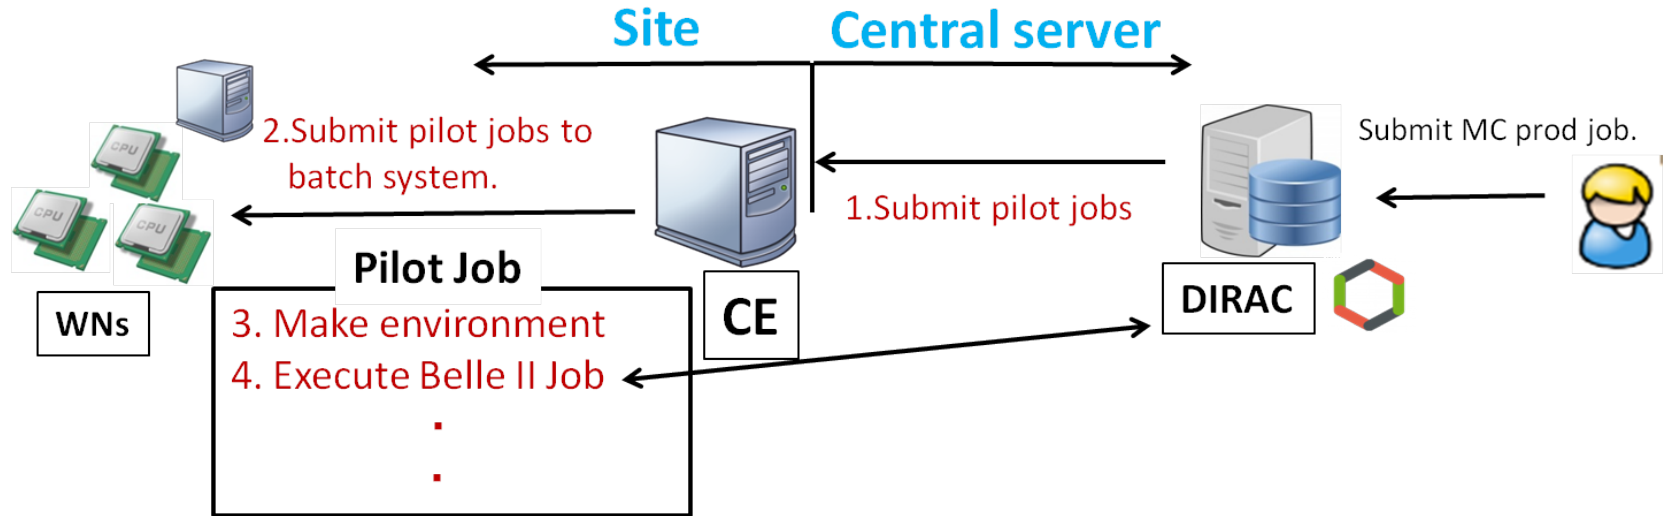 Site
Central server
2.Submit pilot jobs to
batch system.
Submit MC prod job.
1.Submit pilot jobs
CPU
CPU
CPU
WNs
Pilot Job
CE
DIRAC
3. Make environment
4. Execute Belle II Job
.
.